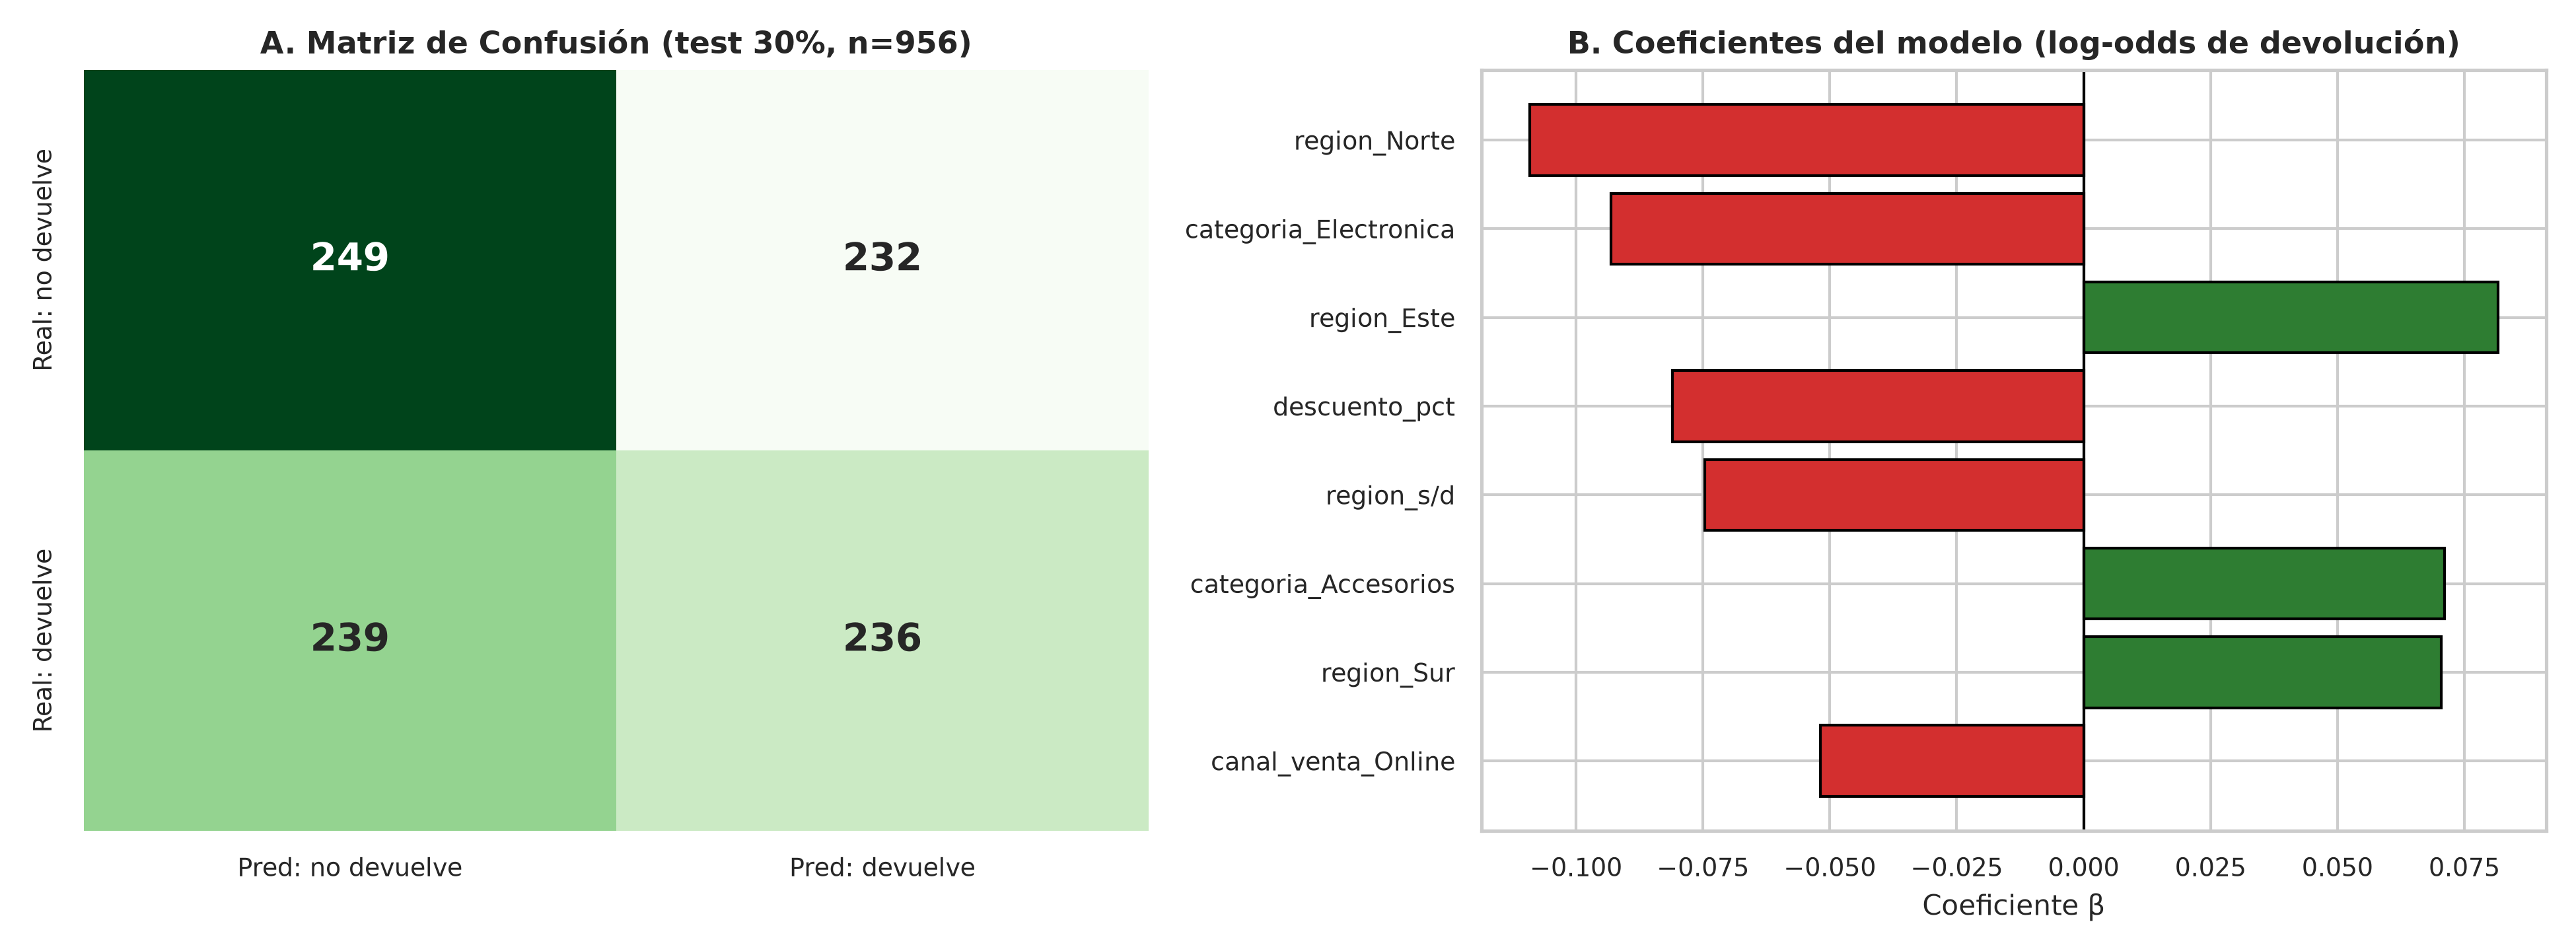 A. Matriz de Confusión (test 30%, n=956)
Real: no devuelve
249
232
Real: devuelve
239
236
Pred: no devuelve
Pred: devuelve
B. Coeficientes del modelo (log-odds de devolución)
region_Norte
categoria_Electronica
region_Este
descuento_pct
region_s/d
categoria_Accesorios
region_Sur
canal_venta_Online
−0.100 −0.075 −0.050 −0.025 0.000 0.025 0.050 0.075
Coeficiente β